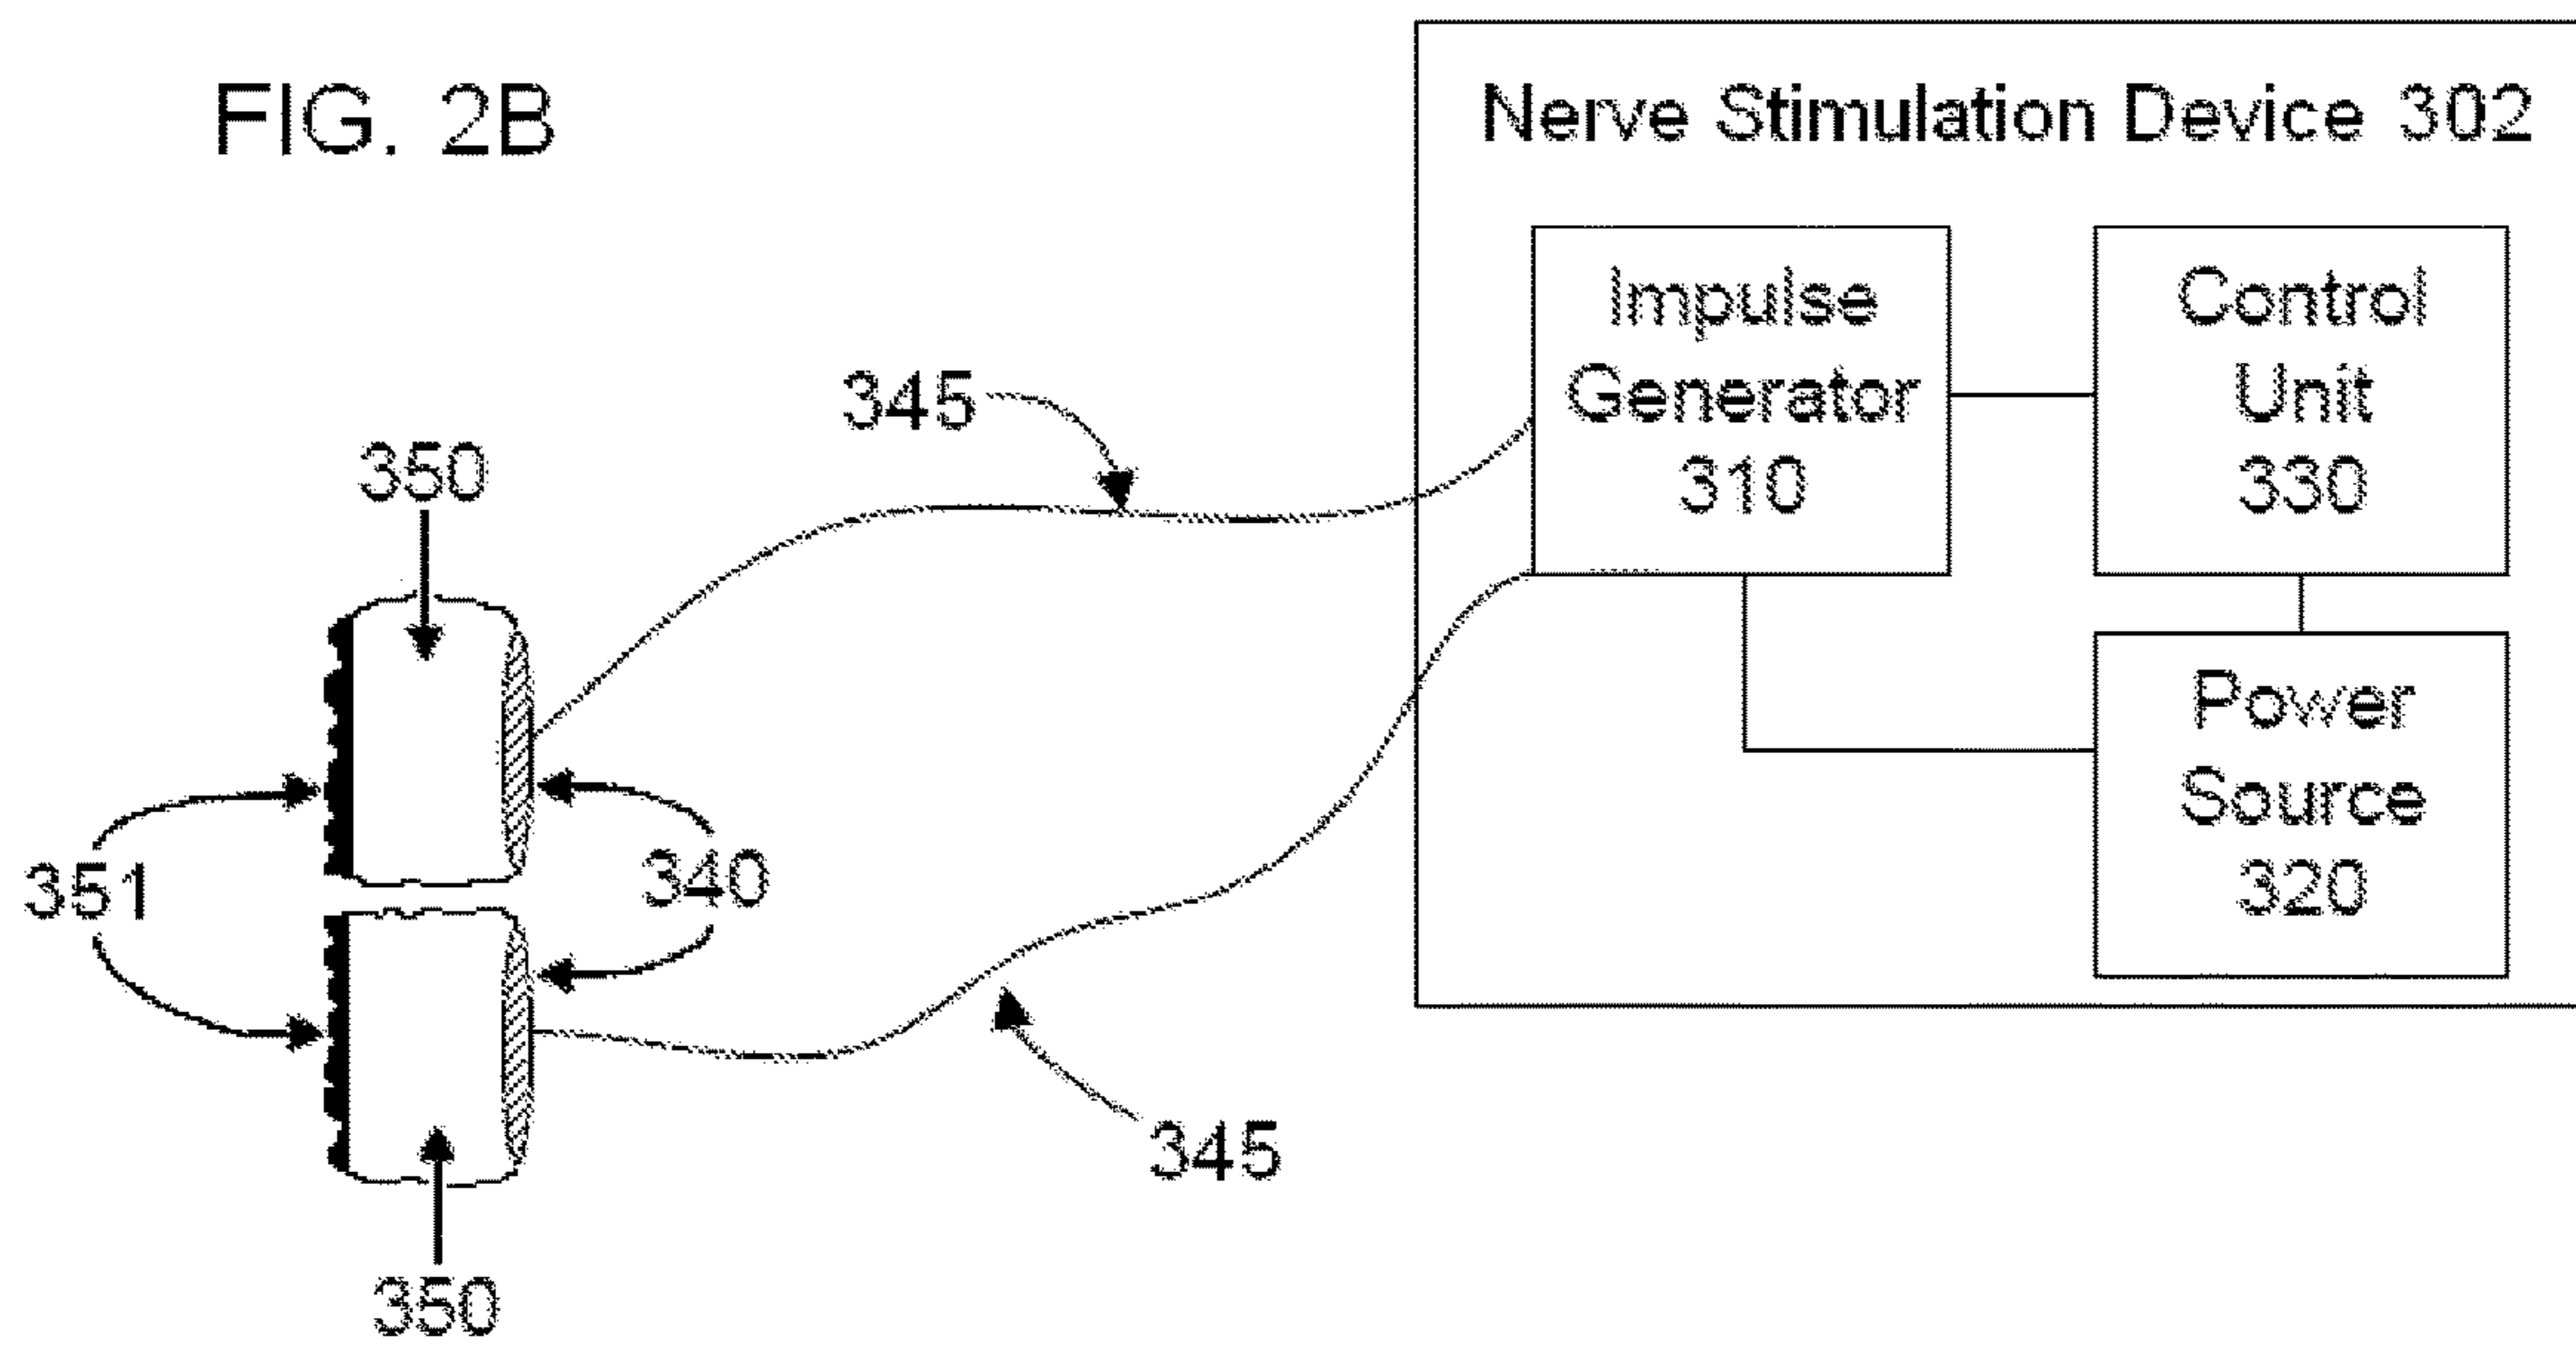 FIG. 2B
Nerve Stimulation Device 302
Impulse
Generator
310
Control
Unit
330
Power
Source
320
345
350
351
340
345
350